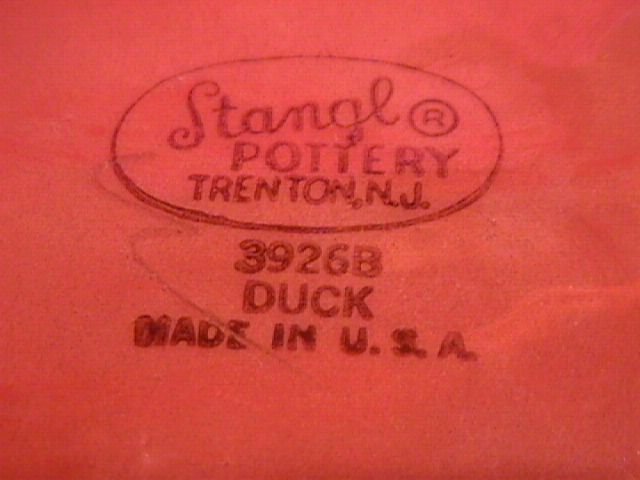 Stangl ®
POTTERY
TRENTON, N.J.
3926B
DUCK
MADE IN U.S.A.